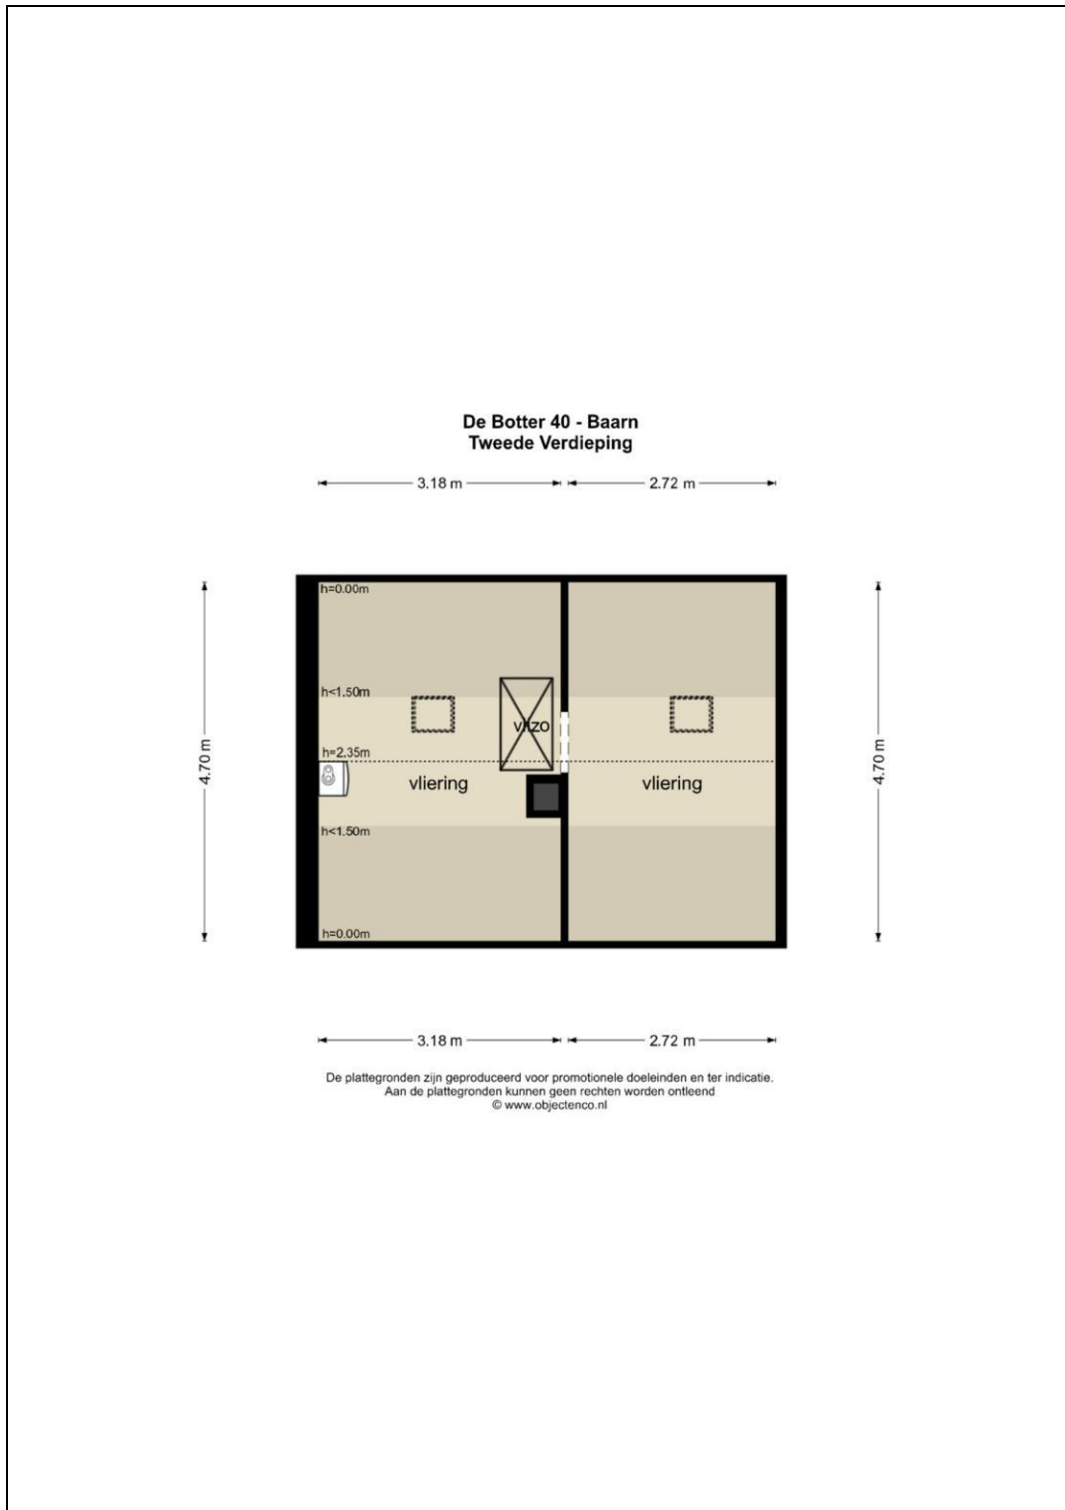 De Botter 40 - Baarn
Tweede Verdieping
3.18 m
2.72 m
h=0.00m
h<1.50m
vlizo
4.70 m
4.70 m
h=2.35m
vliering
vliering
h<1.50m
h=0.00m
3.18 m
2.72 m
De plattegronden zijn geproduceerd voor promotionele doeleinden en ter indicatie.
Aan de plattegronden kunnen geen rechten worden ontleend
© www.objectenco.nl